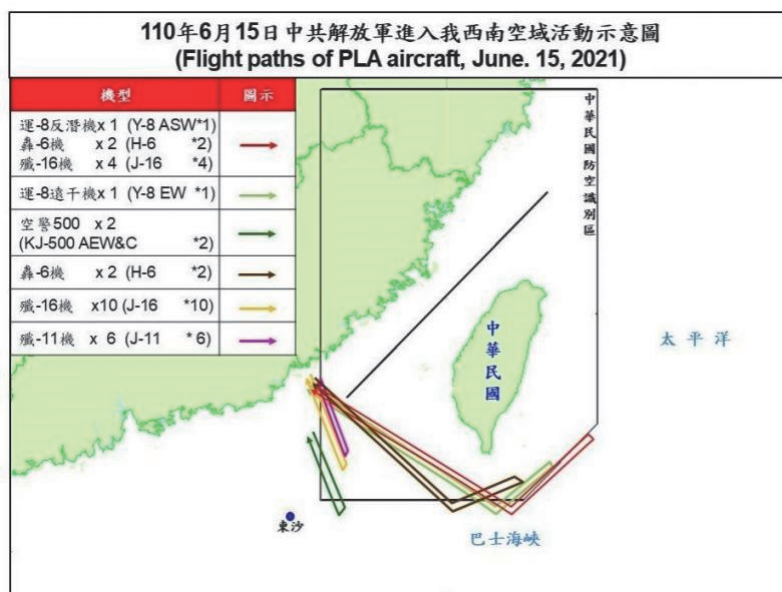 110年6月15日中共解放軍進入我西南空域活動示意圖
(Flight paths of PLA aircraft, June. 15, 2021)
機型 圖示
運-8反潛機x 1 (Y-8 ASW*1)
轟-6機 x 2 (H-6 *2)
殲-16機 x 4 (J-16 *4)
運-8遠干機x 1 (Y-8 EW *1)
空警500 x 2
(KJ-500 AEW&C *2)
轟-6機 x 2 (H-6 *2)
殲-16機 x10 (J-16 *10)
殲-11機 x 6 (J-11 * 6)
中華民國防空識別區
中華民國
太平洋
東沙
巴士海峽